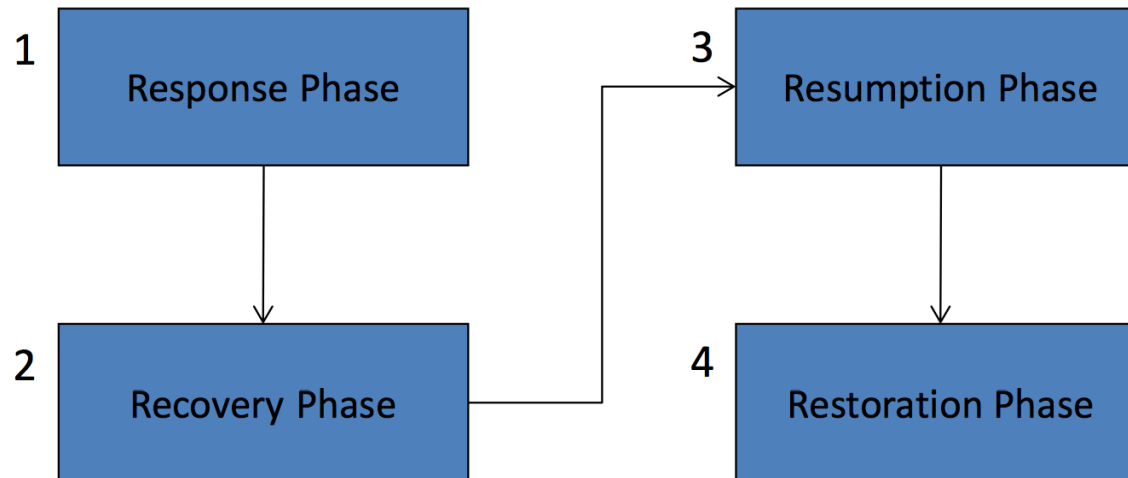 1
Response Phase
2
Recovery Phase
3
Resumption Phase
4
Restoration Phase